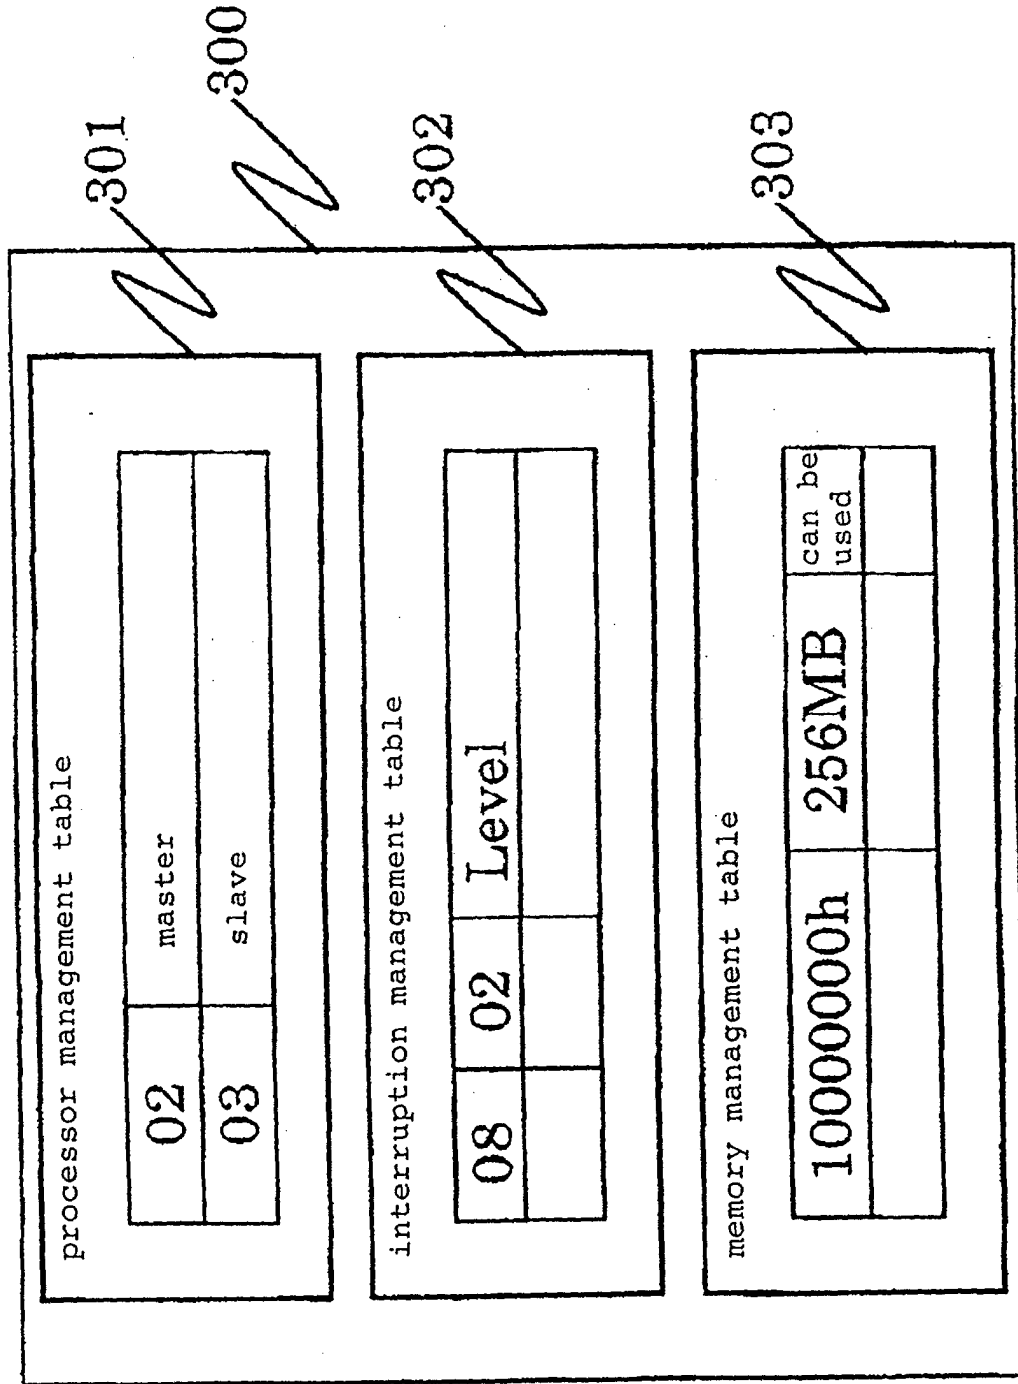 300
processor management table
301
02 master
03 slave
interruption management table
302
08 02 Level
memory management table
303
10000000h 256MB can be
used